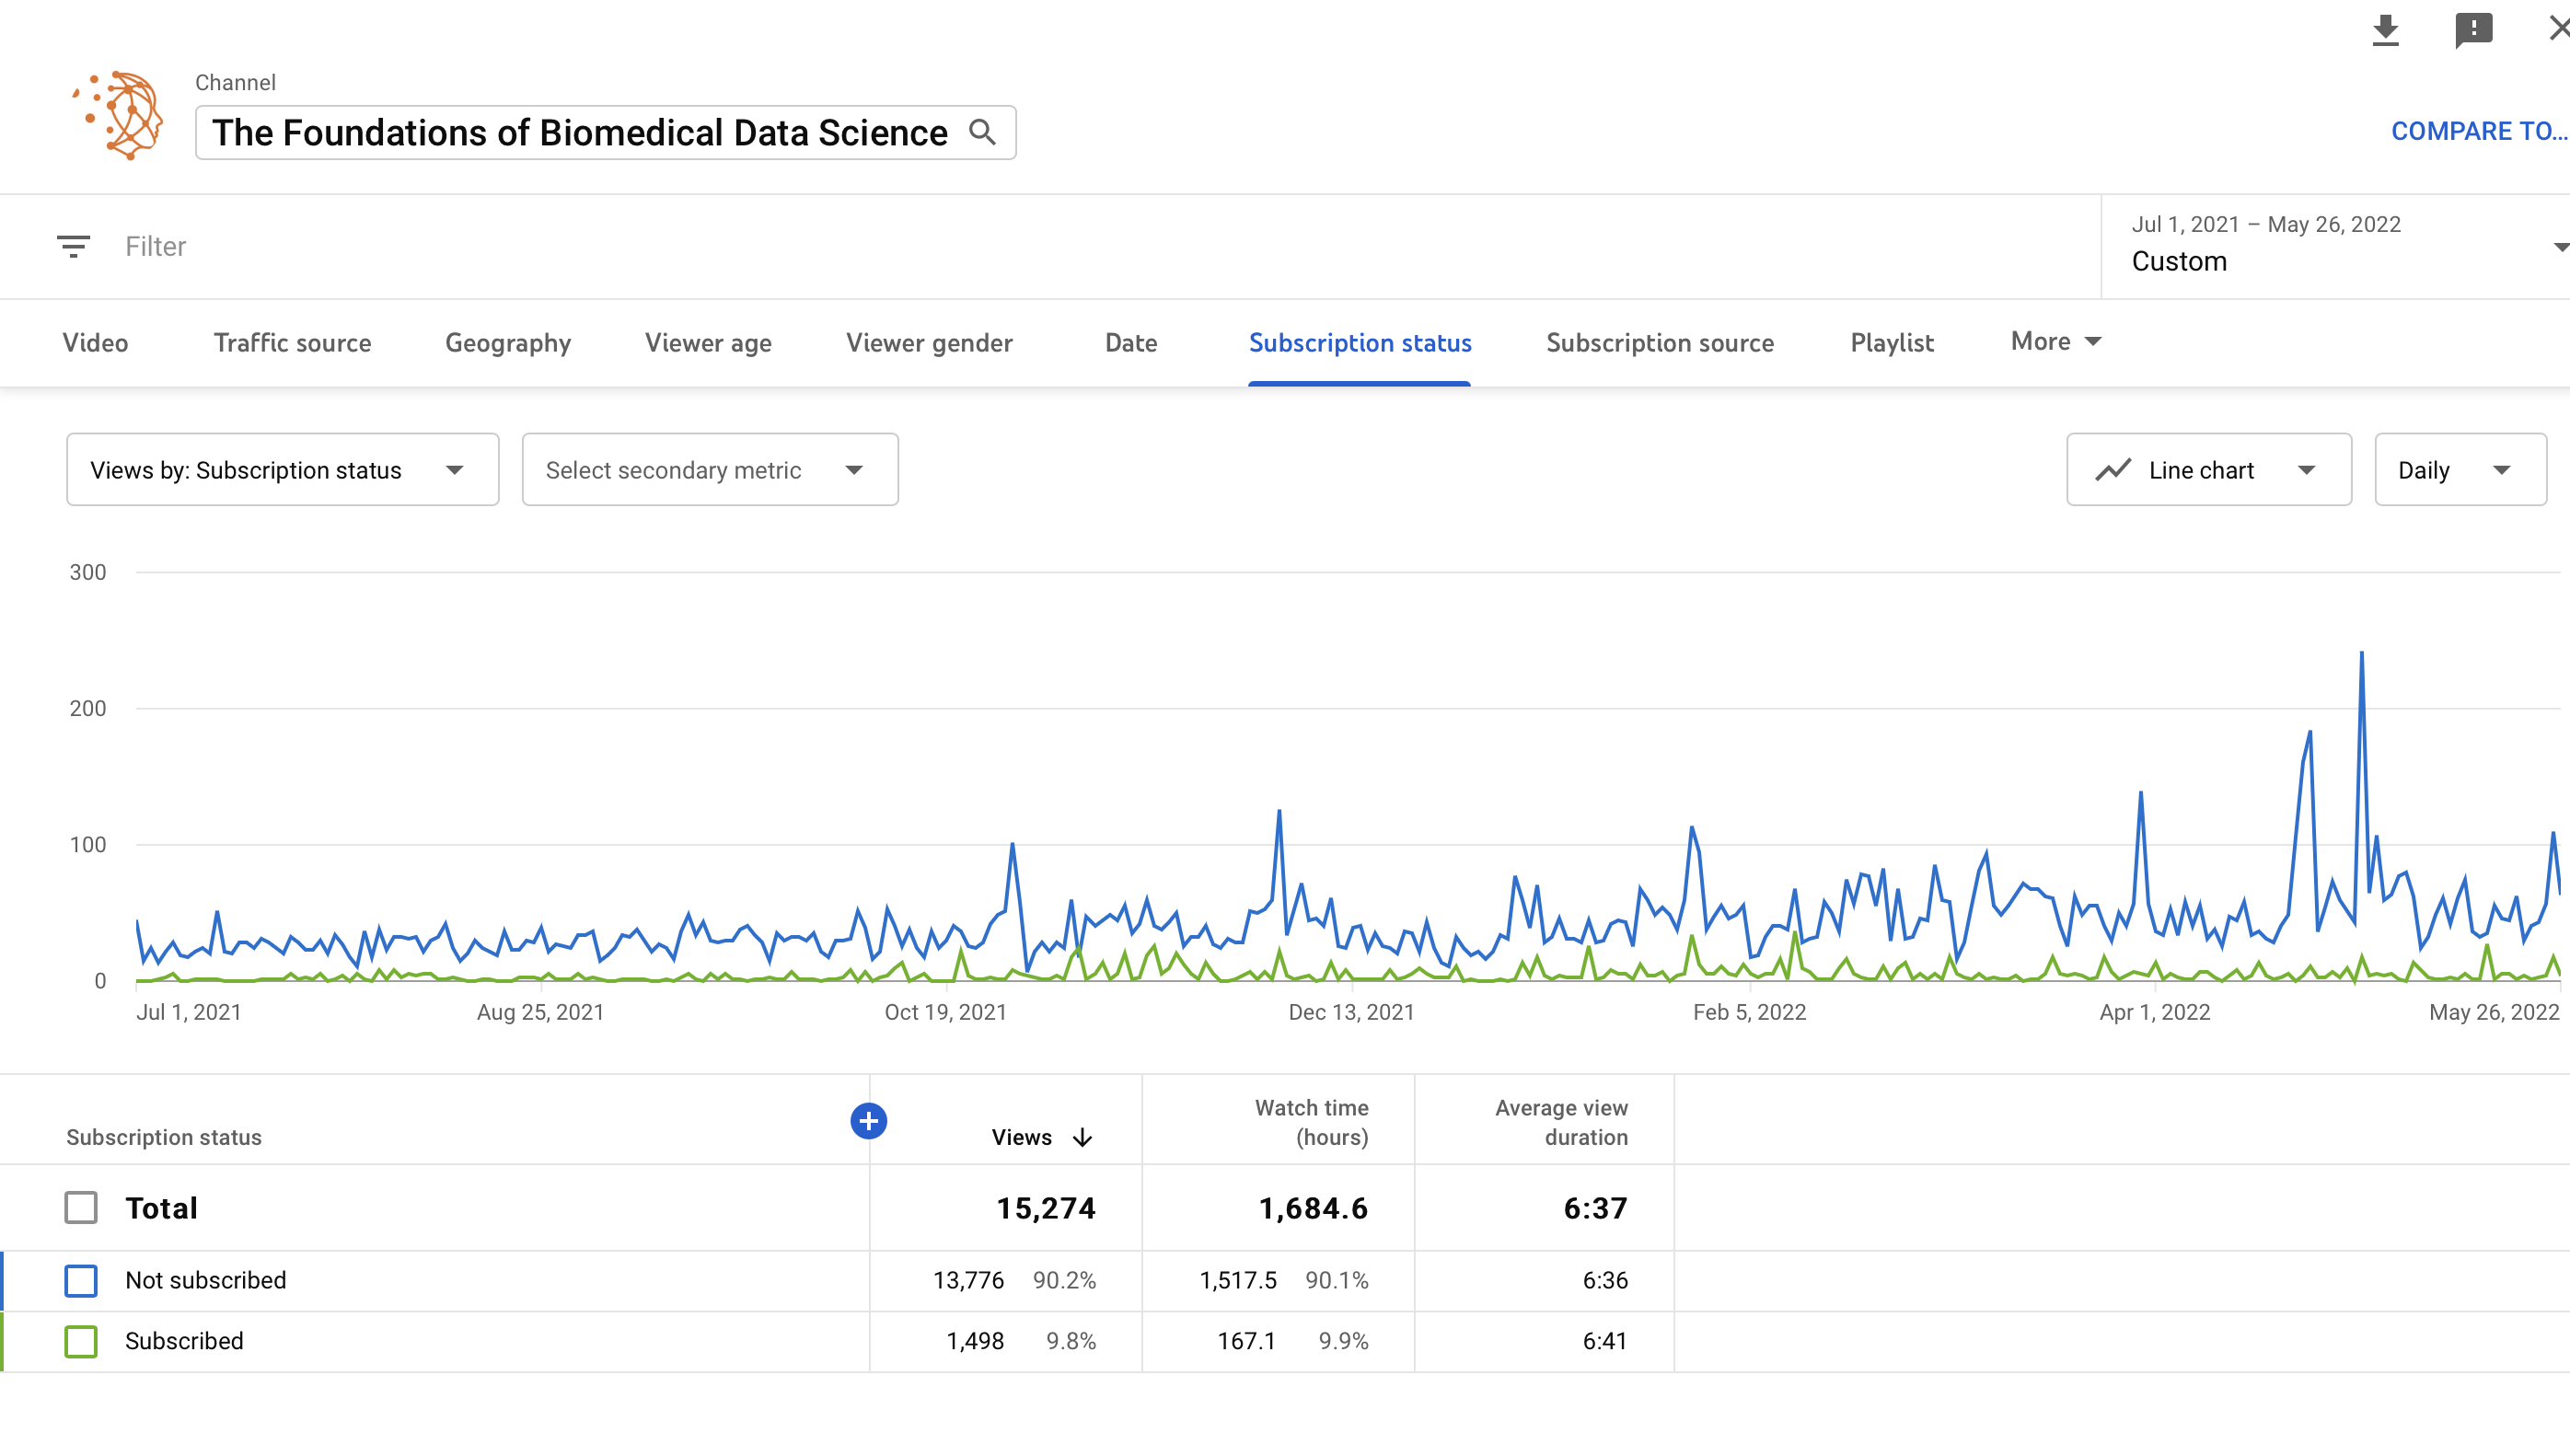 Channel
The Foundations of Biomedical Data Science
COMPARE TO...
Filter
Jul 1, 2021 – May 26, 2022
Custom
Video Traffic source Geography Viewer age Viewer gender Date Subscription status Subscription source Playlist More
Views by: Subscription status Select secondary metric Line chart Daily
300
200
100
0
Jul 1, 2021 Aug 25, 2021 Oct 19, 2021 Dec 13, 2021 Feb 5, 2022 Apr 1, 2022 May 26, 2022
Subscription status Views Watch time (hours) Average view duration
Total 15,274 1,684.6 6:37
Not subscribed 13,776 90.2% 1,517.5 90.1% 6:36
Subscribed 1,498 9.8% 167.1 9.9% 6:41